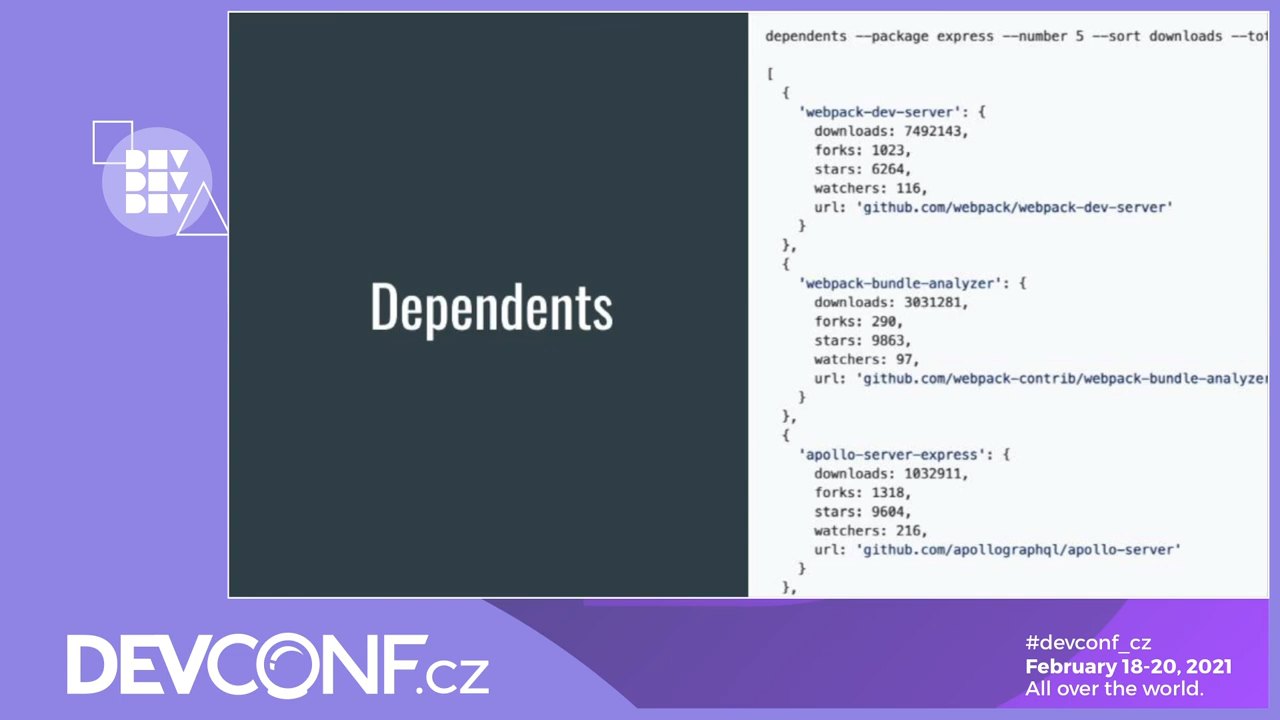 DEV
DEV
DEV
Dependents
dependents --package express --number 5 --sort downloads
[
{
'webpack-dev-server': {
downloads: 7492143,
forks: 1023,
stars: 6264,
watchers: 116,
url: 'github.com/webpack/webpack-dev-server'
}
},
{
'webpack-bundle-analyzer': {
downloads: 3031281,
forks: 290,
stars: 9863,
watchers: 97,
url: 'github.com/webpack-contrib/webpack-bundle-analyzer
}
},
{
'apollo-server-express': {
downloads: 1032911,
forks: 1318,
stars: 9604,
watchers: 216,
url: 'github.com/apollographql/apollo-server'
}
},
DEVCONF.cz
#devconf_cz
February 18-20, 2021
All over the world.